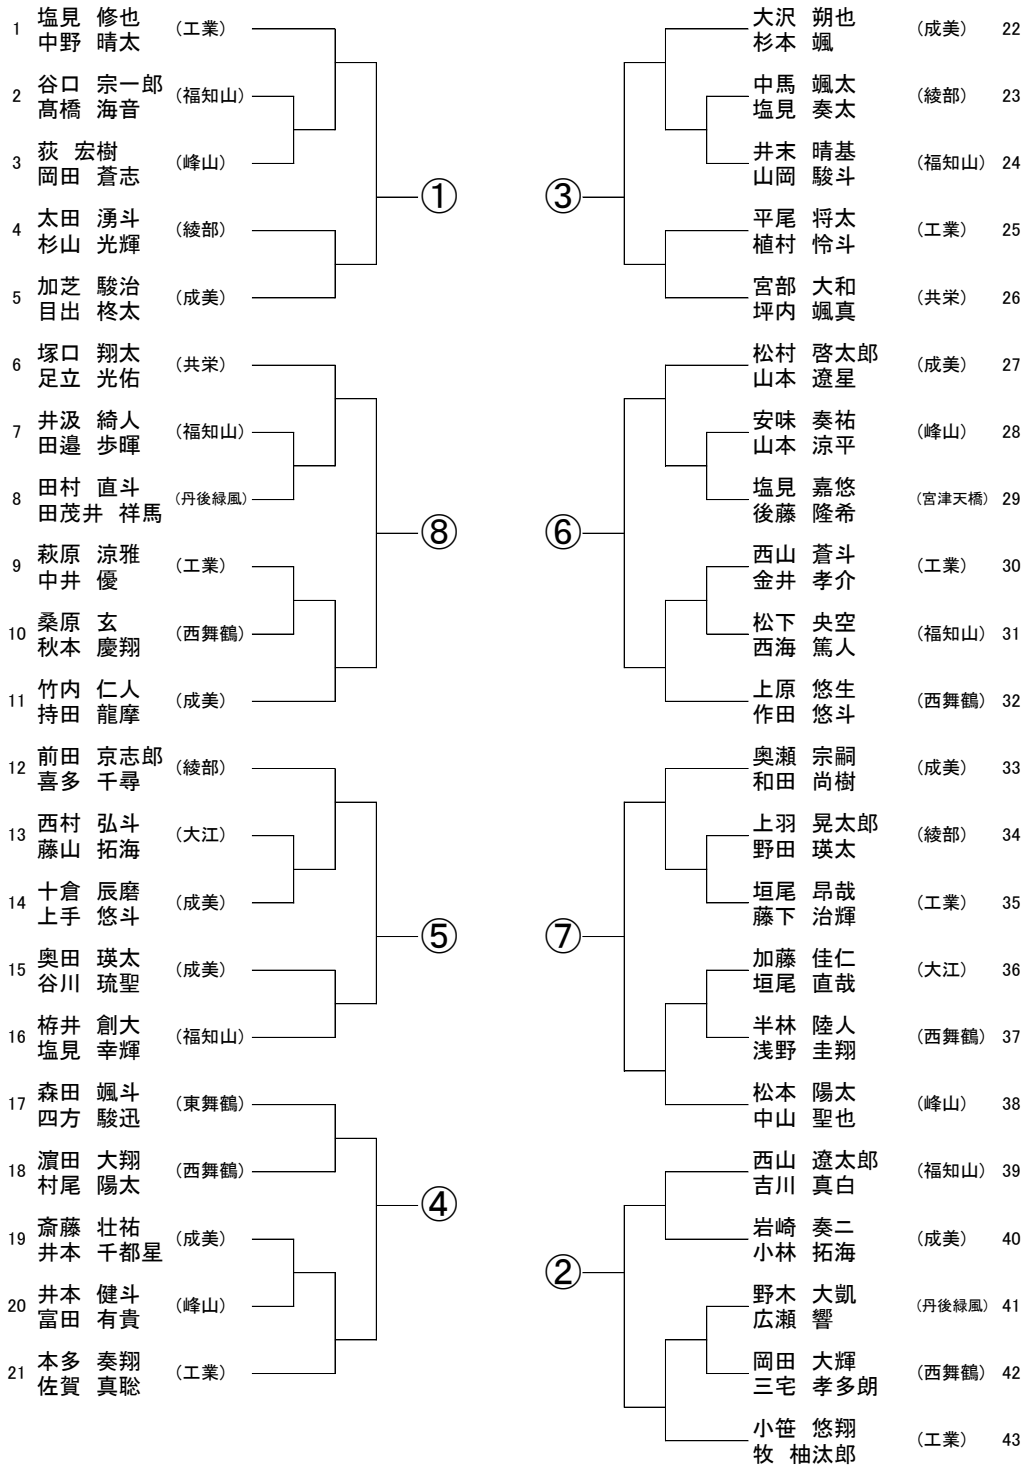 1 塩見 修也 (工業)
中野 晴太
2 谷口 宗一郎 (福知山)
髙橋 海音
3 荻 宏樹 (峰山)
岡田 蒼志
4 太田 湧斗 (綾部)
杉山 光輝
5 加芝 駿治 (成美)
目出 柊太
①
6 塚口 翔太 (共栄)
足立 光佑
7 井汲 綺人 (福知山)
田邉 歩暉
8 田村 直斗 (丹後緑風)
田茂井 祥馬
9 萩原 涼雅 (工業)
中井 優
10 桑原 玄 (西舞鶴)
秋本 慶翔
11 竹内 仁人 (成美)
持田 龍摩
⑧
12 前田 京志郎 (綾部)
喜多 千尋
13 西村 弘斗 (大江)
藤山 拓海
14 十倉 辰磨 (成美)
上手 悠斗
15 奥田 瑛太 (成美)
谷川 琉聖
16 栫井 創大 (福知山)
塩見 幸輝
⑤
17 森田 颯斗 (東舞鶴)
四方 駿迅
18 濵田 大翔 (西舞鶴)
村尾 陽太
19 斎藤 壮祐 (成美)
井本 千都星
20 井本 健斗 (峰山)
富田 有貴
21 本多 奏翔 (工業)
佐賀 真聡
④
大沢 朔也 (成美) 22
杉本 颯
中馬 颯太 (綾部) 23
塩見 奏太
井末 晴基 (福知山) 24
山岡 駿斗
平尾 将太 (工業) 25
植村 怜斗
宮部 大和 (共栄) 26
坪内 颯真
③
松村 啓太郎 (成美) 27
山本 遼星
安味 奏祐 (峰山) 28
山本 涼平
塩見 嘉悠 (宮津天橋) 29
後藤 隆希
西山 蒼斗 (工業) 30
金井 孝介
松下 央空 (福知山) 31
西海 篤人
上原 悠生 (西舞鶴) 32
作田 悠斗
⑥
奥瀬 宗嗣 (成美) 33
和田 尚樹
上羽 晃太郎 (綾部) 34
野田 瑛太
垣尾 昂哉 (工業) 35
藤下 治輝
加藤 佳仁 (大江) 36
垣尾 直哉
半林 陸人 (西舞鶴) 37
浅野 圭翔
松本 陽太 (峰山) 38
中山 聖也
⑦
西山 遼太郎 (福知山) 39
吉川 真白
岩崎 奏二 (成美) 40
小林 拓海
野木 大凱 (丹後緑風) 41
広瀬 響
岡田 大輝 (西舞鶴) 42
三宅 孝多朗
小笹 悠翔 (工業) 43
牧 柚汰郎
②